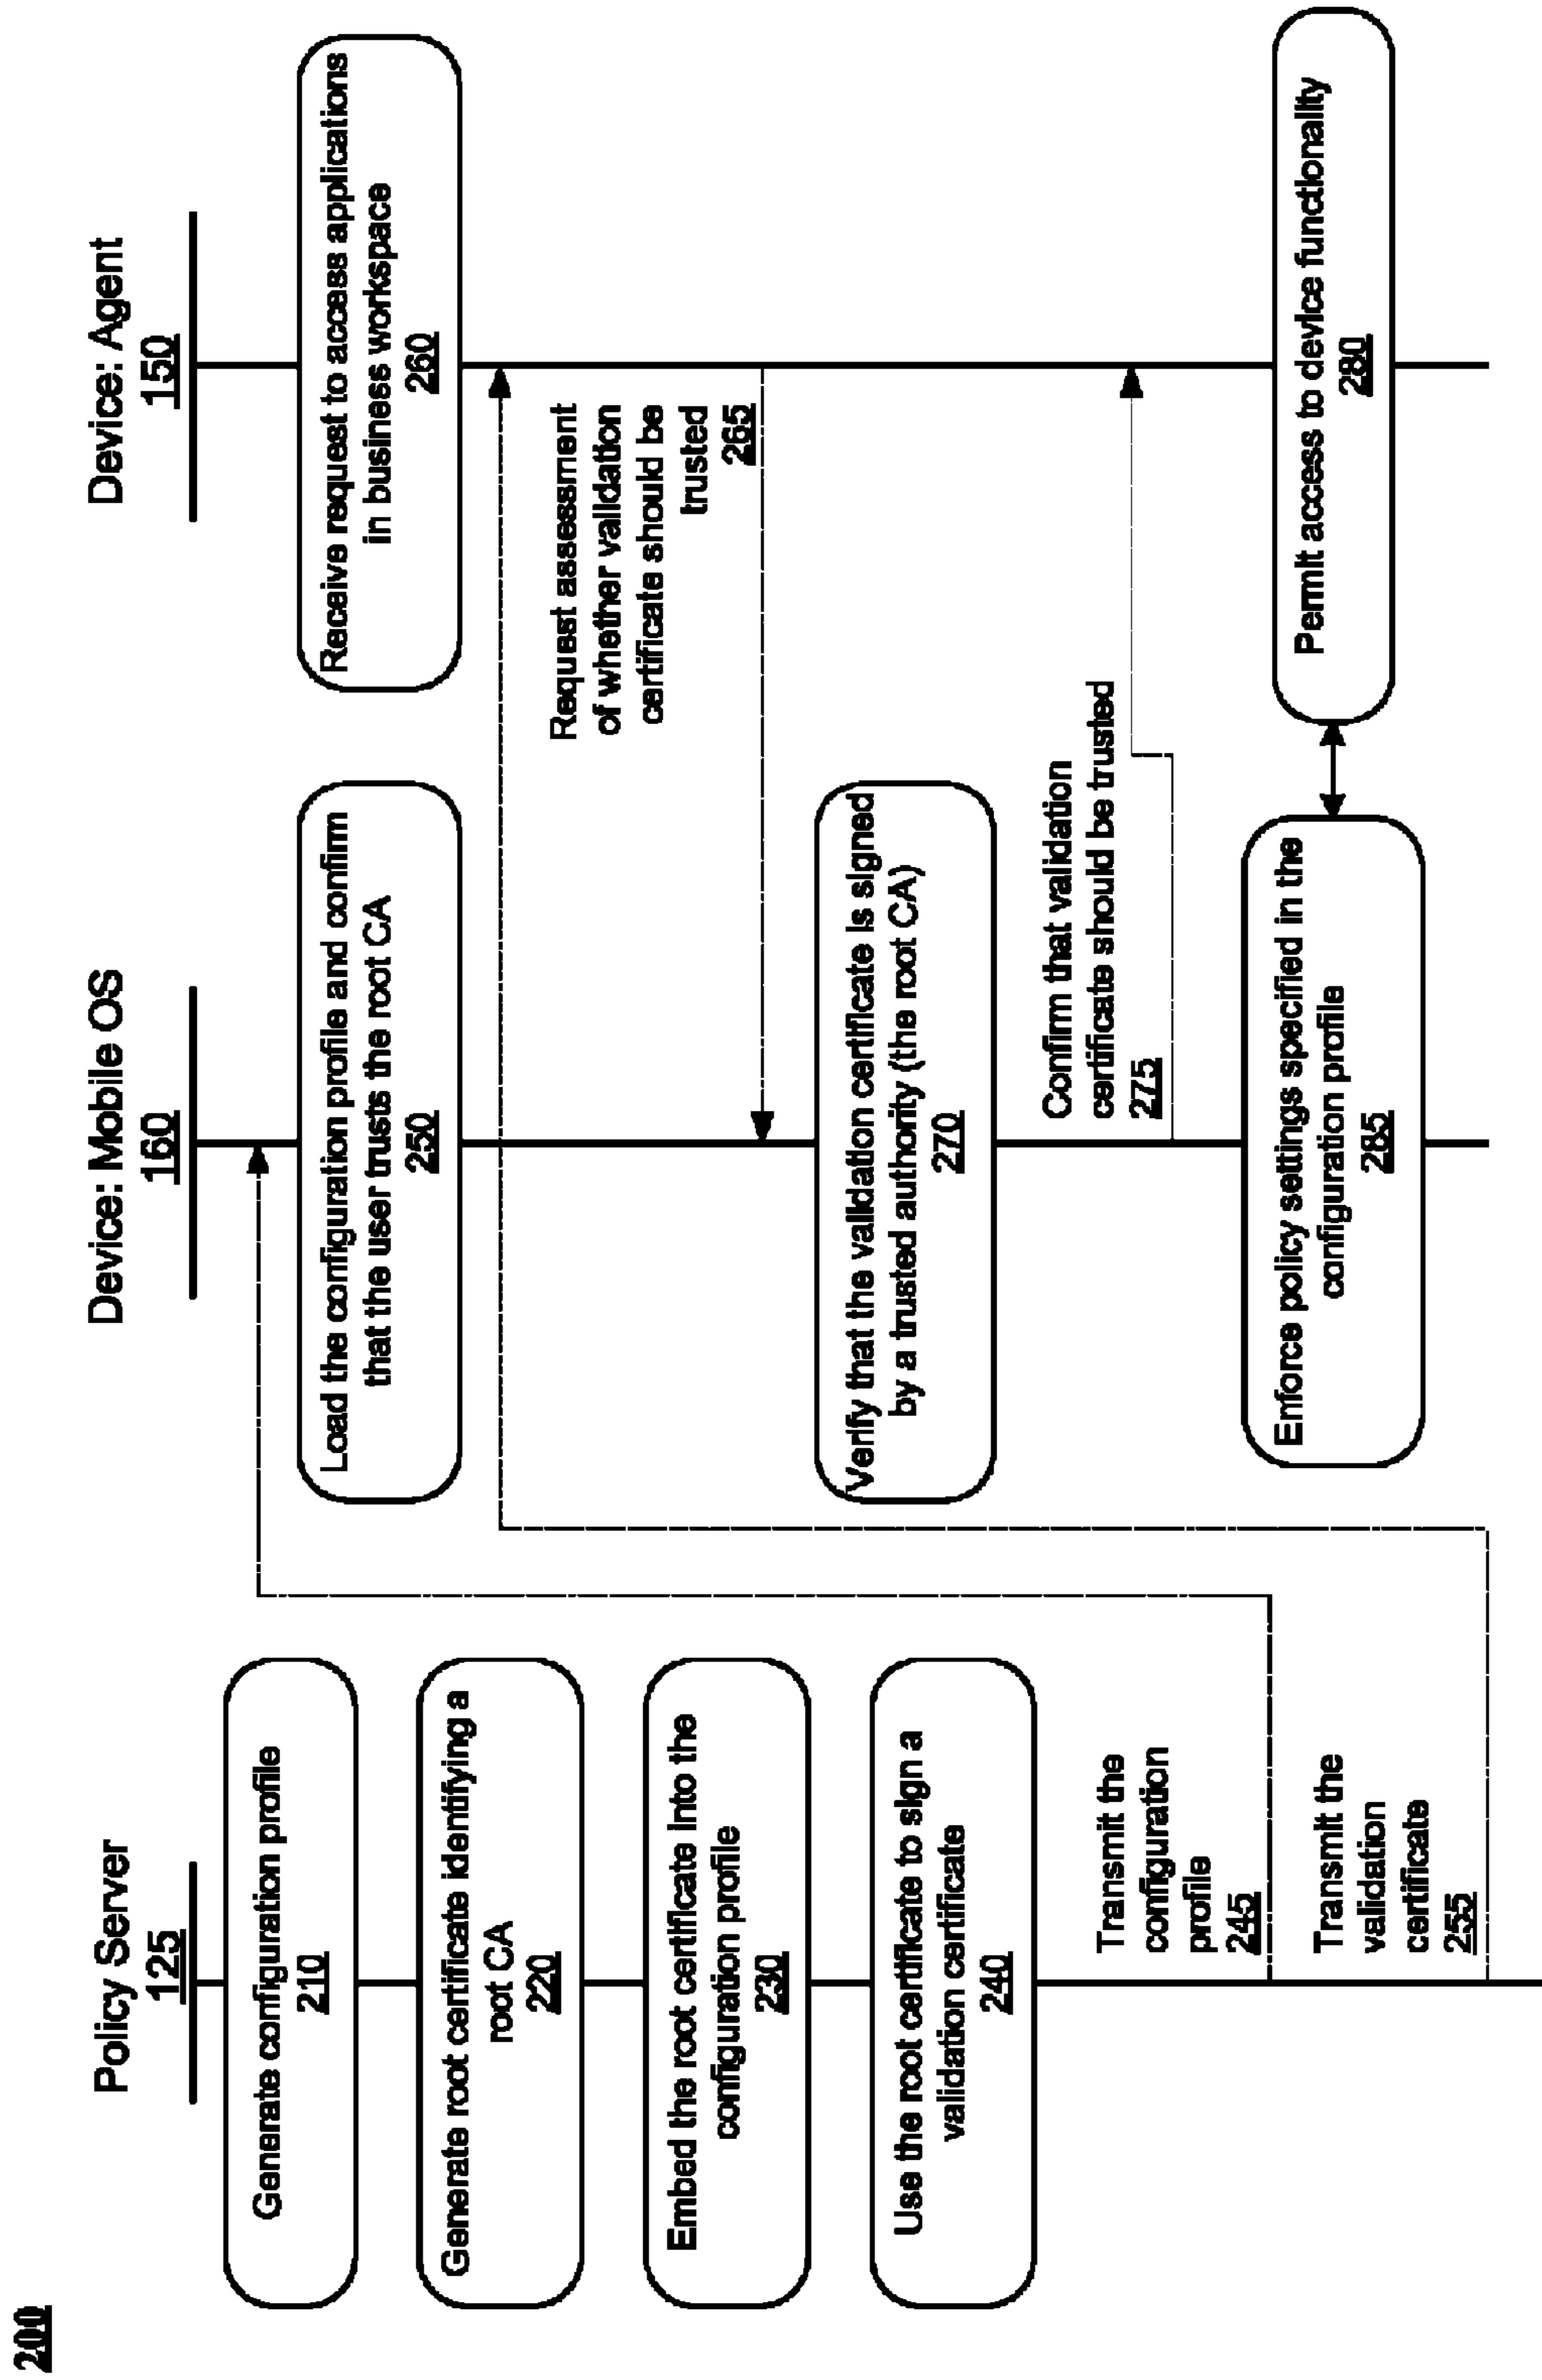 200
Policy Server
125
Generate configuration profile
210
Generate root certificate identifying a
root CA
220
Embed the root certificate into the
configuration profile
230
Use the root certificate to sign a
validation certificate
240
Transmit the
configuration
profile
245
Transmit the
validation
certificate
255
Device: Mobile OS
160
Load the configuration profile and confirm
that the user trusts the root CA
250
Verify that the validation certificate is signed
by a trusted authority (the root CA)
270
Confirm that validation
certificate should be trusted
275
Enforce policy settings specified in the
configuration profile
285
Device: Agent
150
Receive request to access applications
in business workspace
260
Request assessment
of whether validation
certificate should be
trusted
265
Permit access to device functionality
280